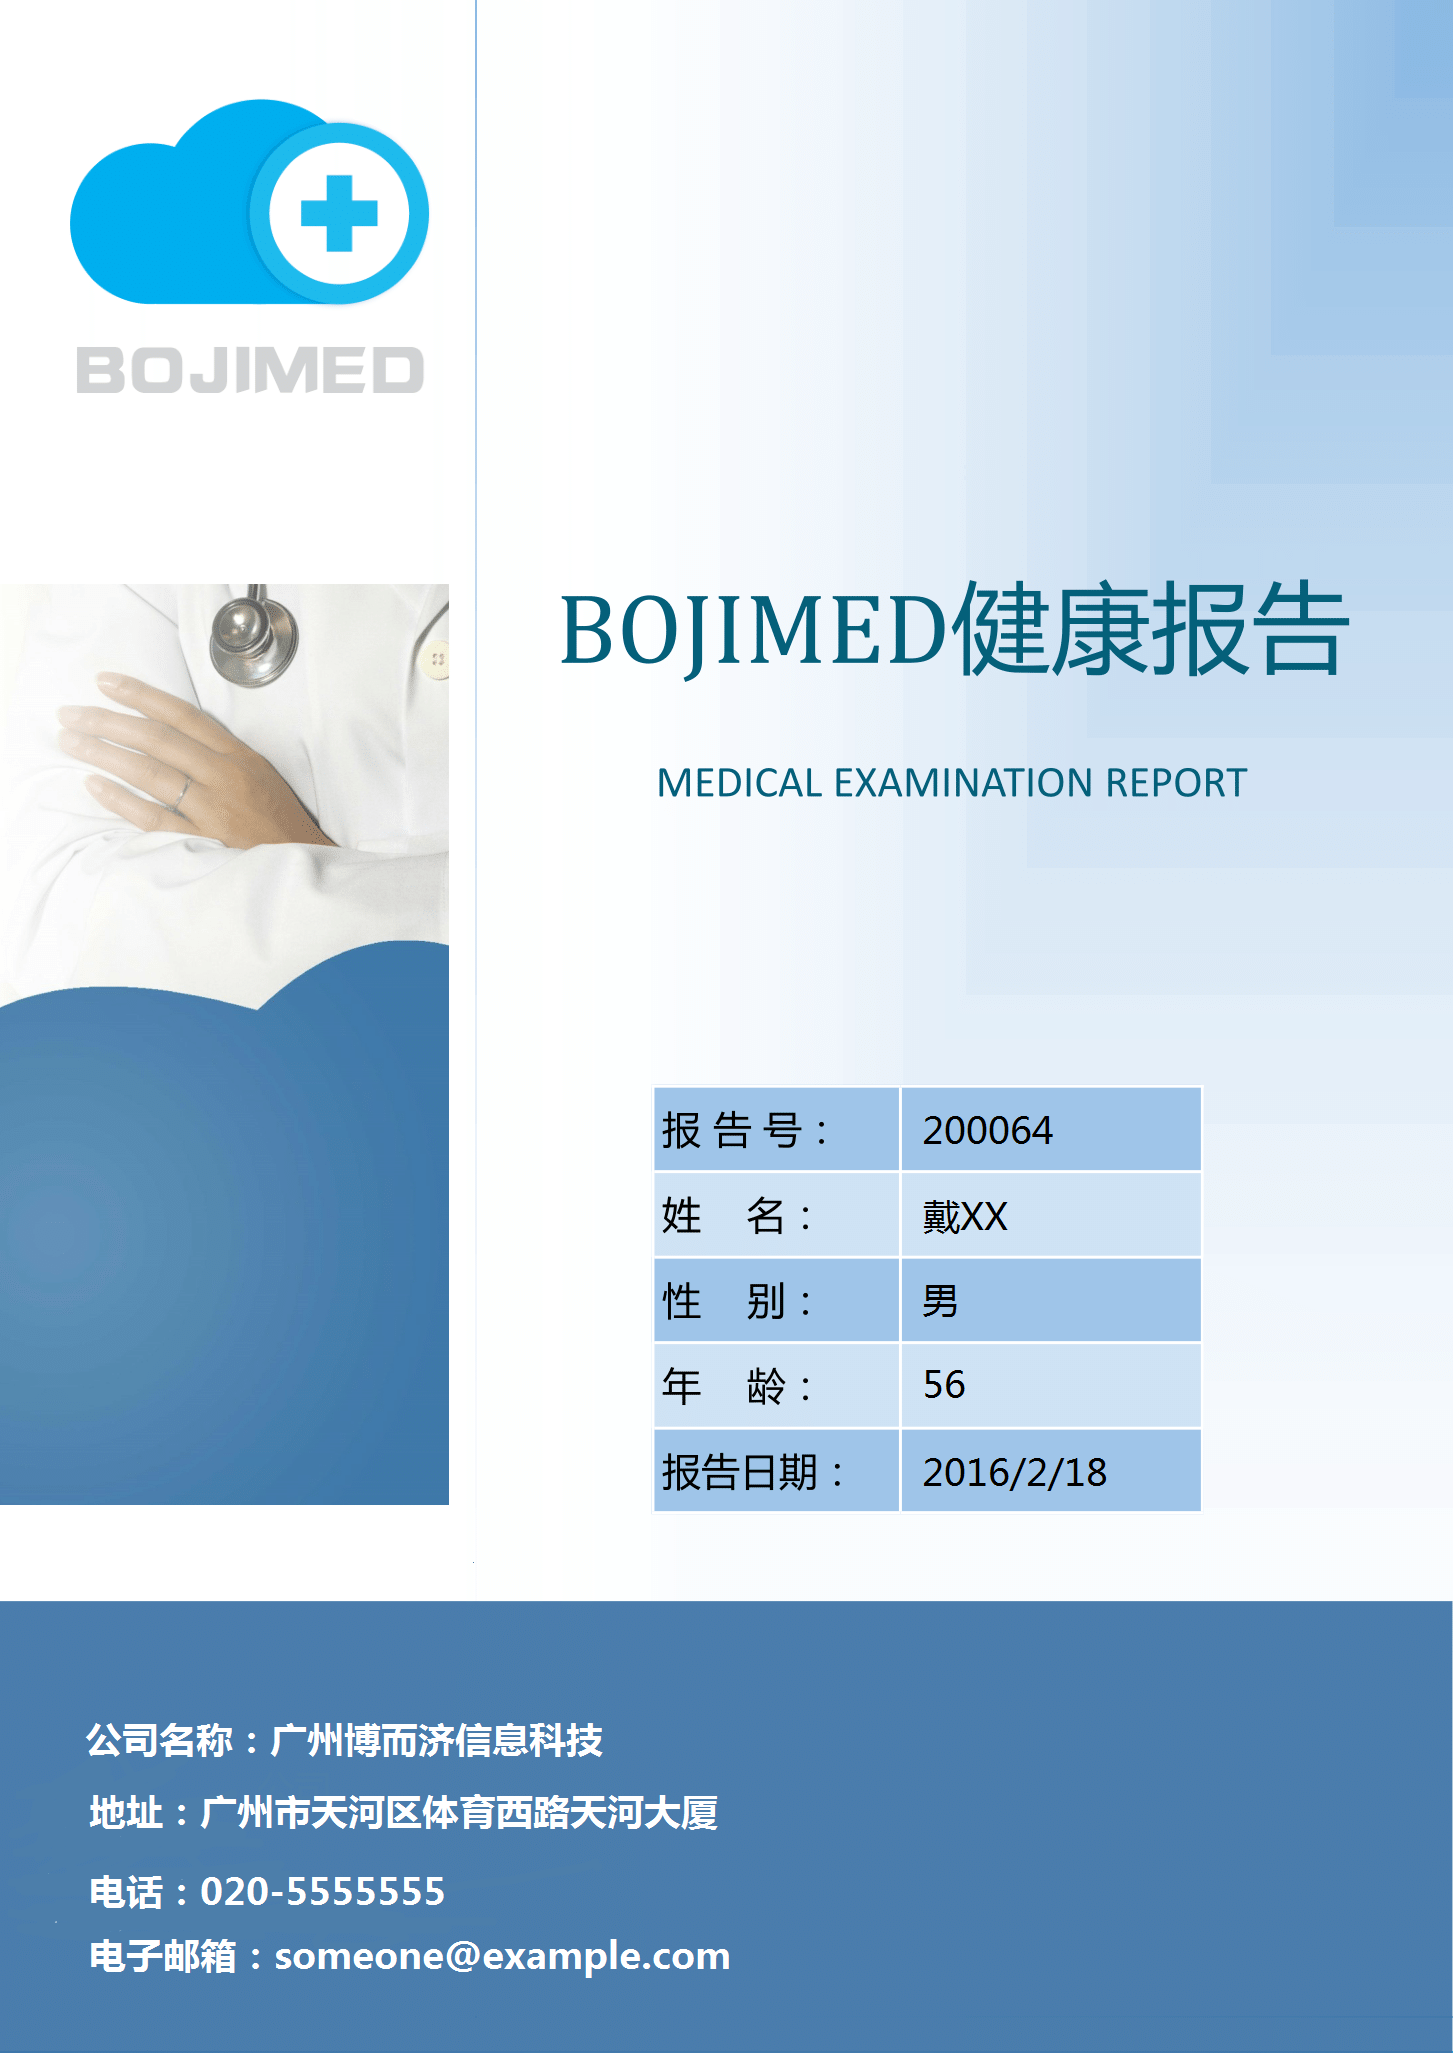 BOJIMED
BOJIMED健康报告
MEDICAL EXAMINATION REPORT
报 告 号： 200064
姓 名： 戴XX
性 别： 男
年 龄： 56
报告日期： 2016/2/18
公司名称：广州博而济信息科技
地址：广州市天河区体育西路天河大厦
电话：020-5555555
电子邮箱：someone@example.com